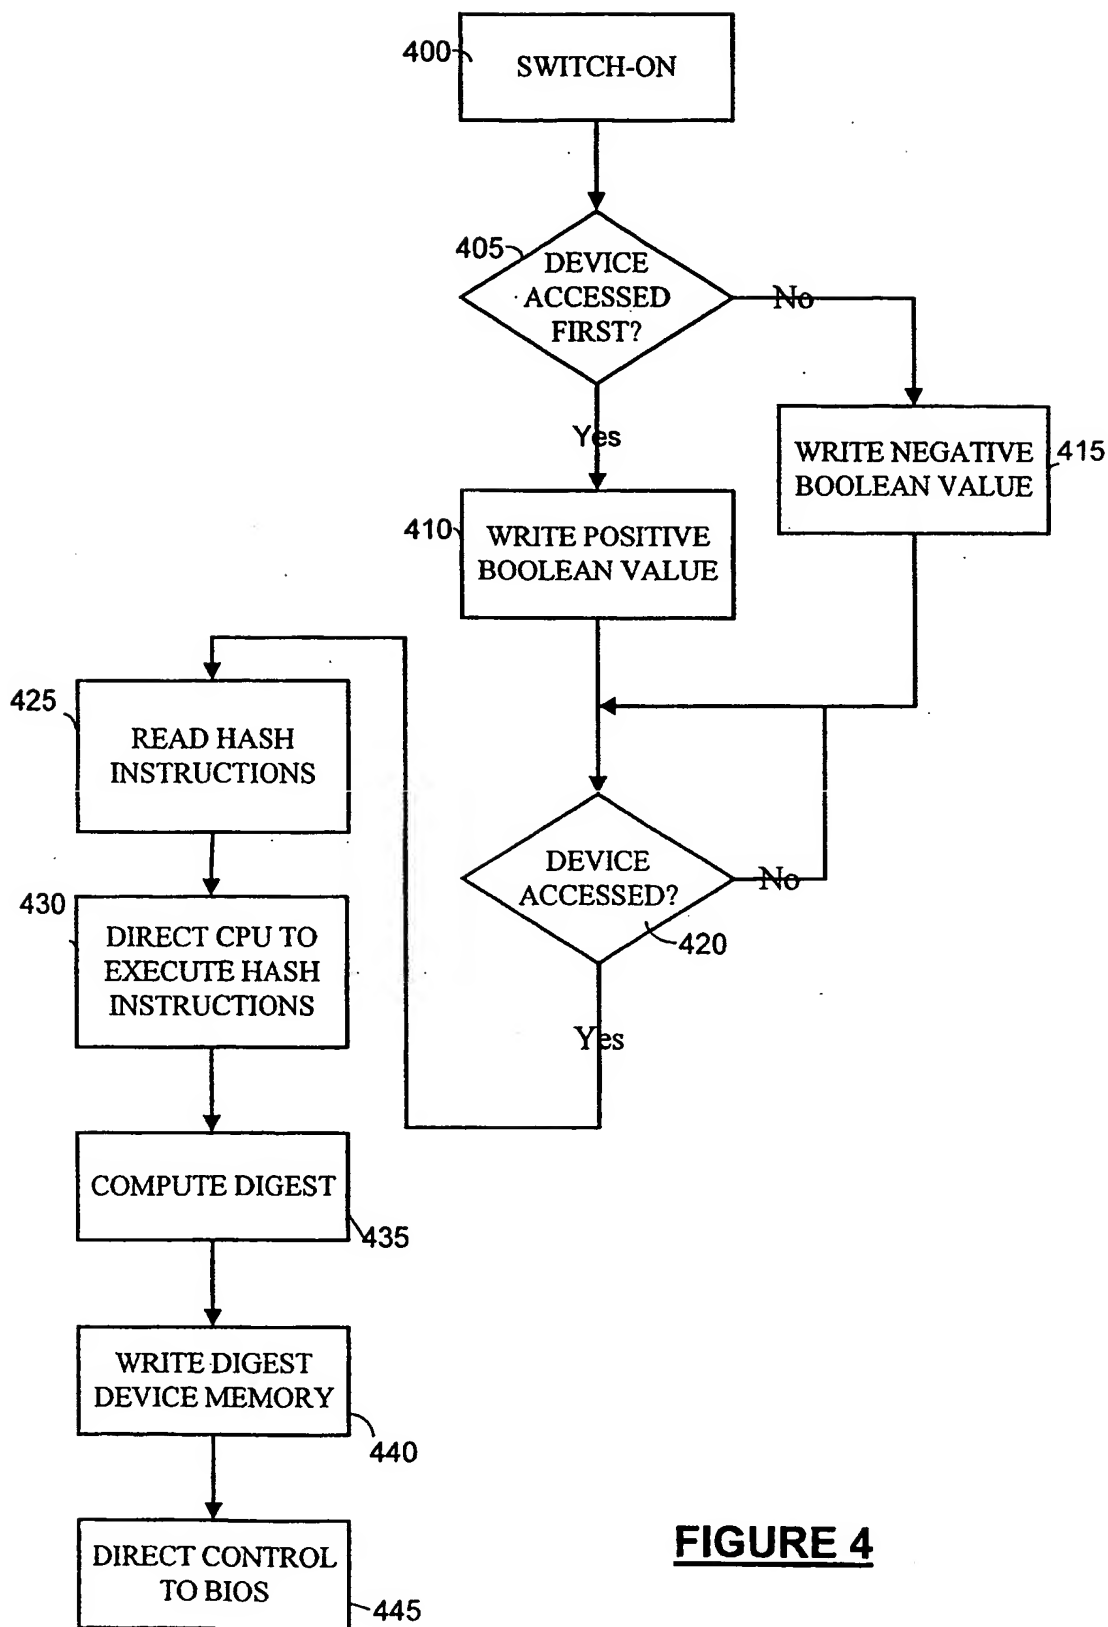 400
SWITCH-ON
405
DEVICE
ACCESSED
FIRST?
No
Yes
WRITE NEGATIVE
BOOLEAN VALUE
415
410
WRITE POSITIVE
BOOLEAN VALUE
425
READ HASH
INSTRUCTIONS
DEVICE
ACCESSED?
No
420
Yes
430
DIRECT CPU TO
EXECUTE HASH
INSTRUCTIONS
COMPUTE DIGEST
435
WRITE DIGEST
DEVICE MEMORY
440
DIRECT CONTROL
TO BIOS
445
FIGURE 4